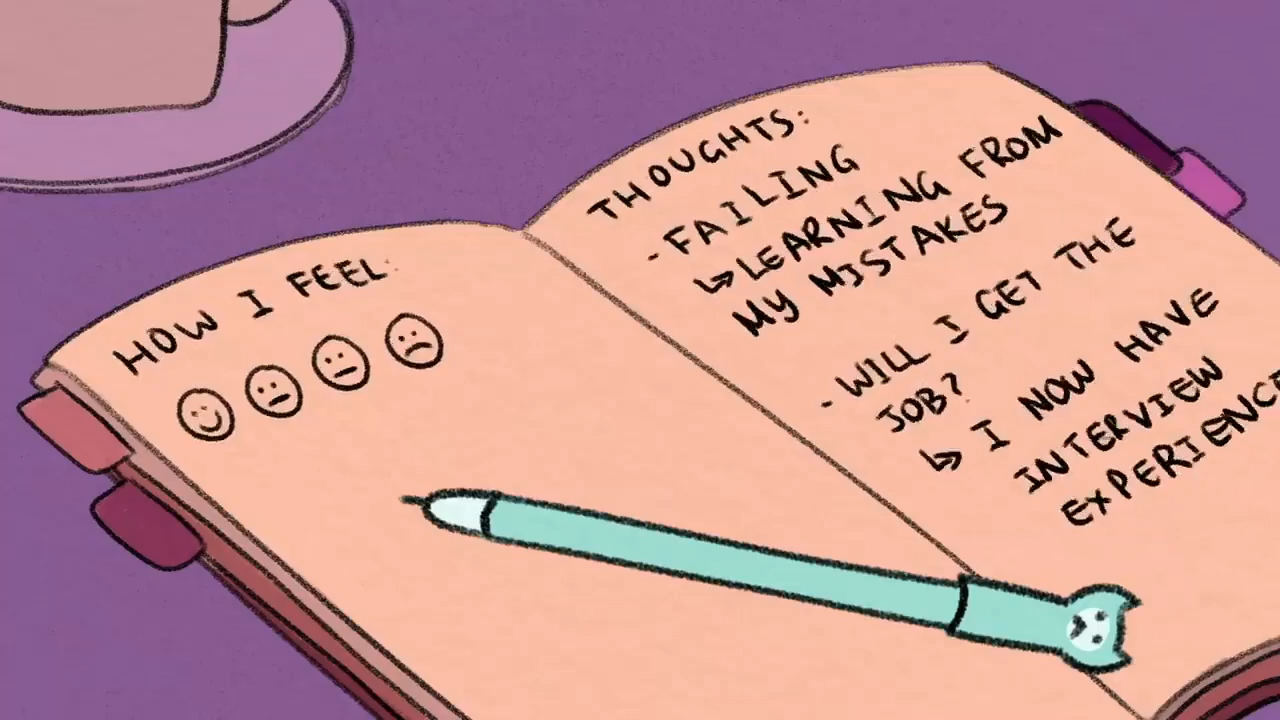 HOW I FEEL:
THOUGHTS:
- FAILING
↳ LEARNING FROM
MY MISTAKES
- WILL I GET THE
JOB?
↳ I NOW HAVE
INTERVIEW
EXPERIENCE